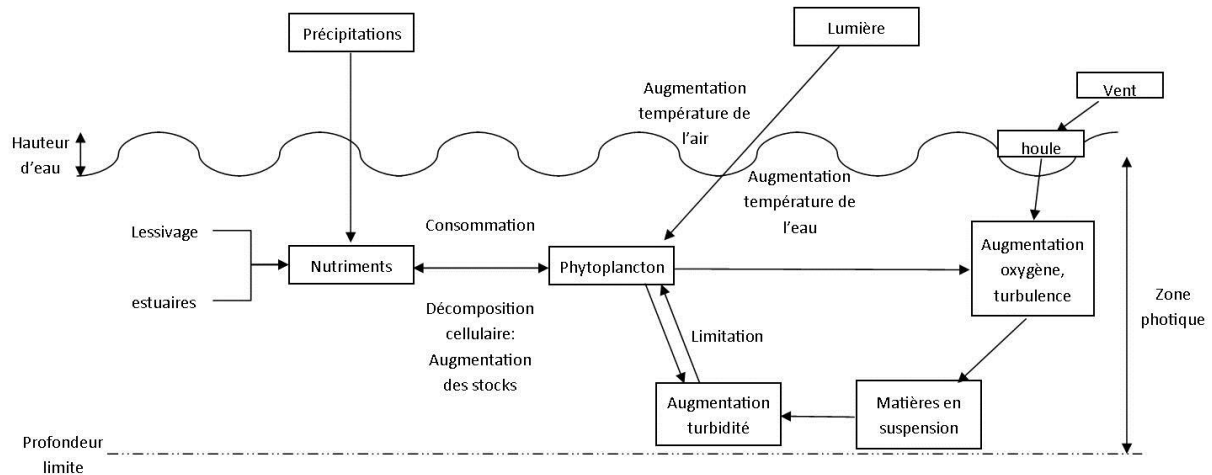 Précipitations
Lumière
Vent
Augmentation
température de
l'air
Hauteur
d'eau
houle
Augmentation
température de
l'eau
Lessivage
estuaires
Nutriments
Consommation
Décomposition
cellulaire:
Augmentation
des stocks
Phytoplancton
Limitation
Augmentation
oxygène,
turbulence
Zone
photique
Augmentation
turbidité
Matières en
suspension
Profondeur
limite